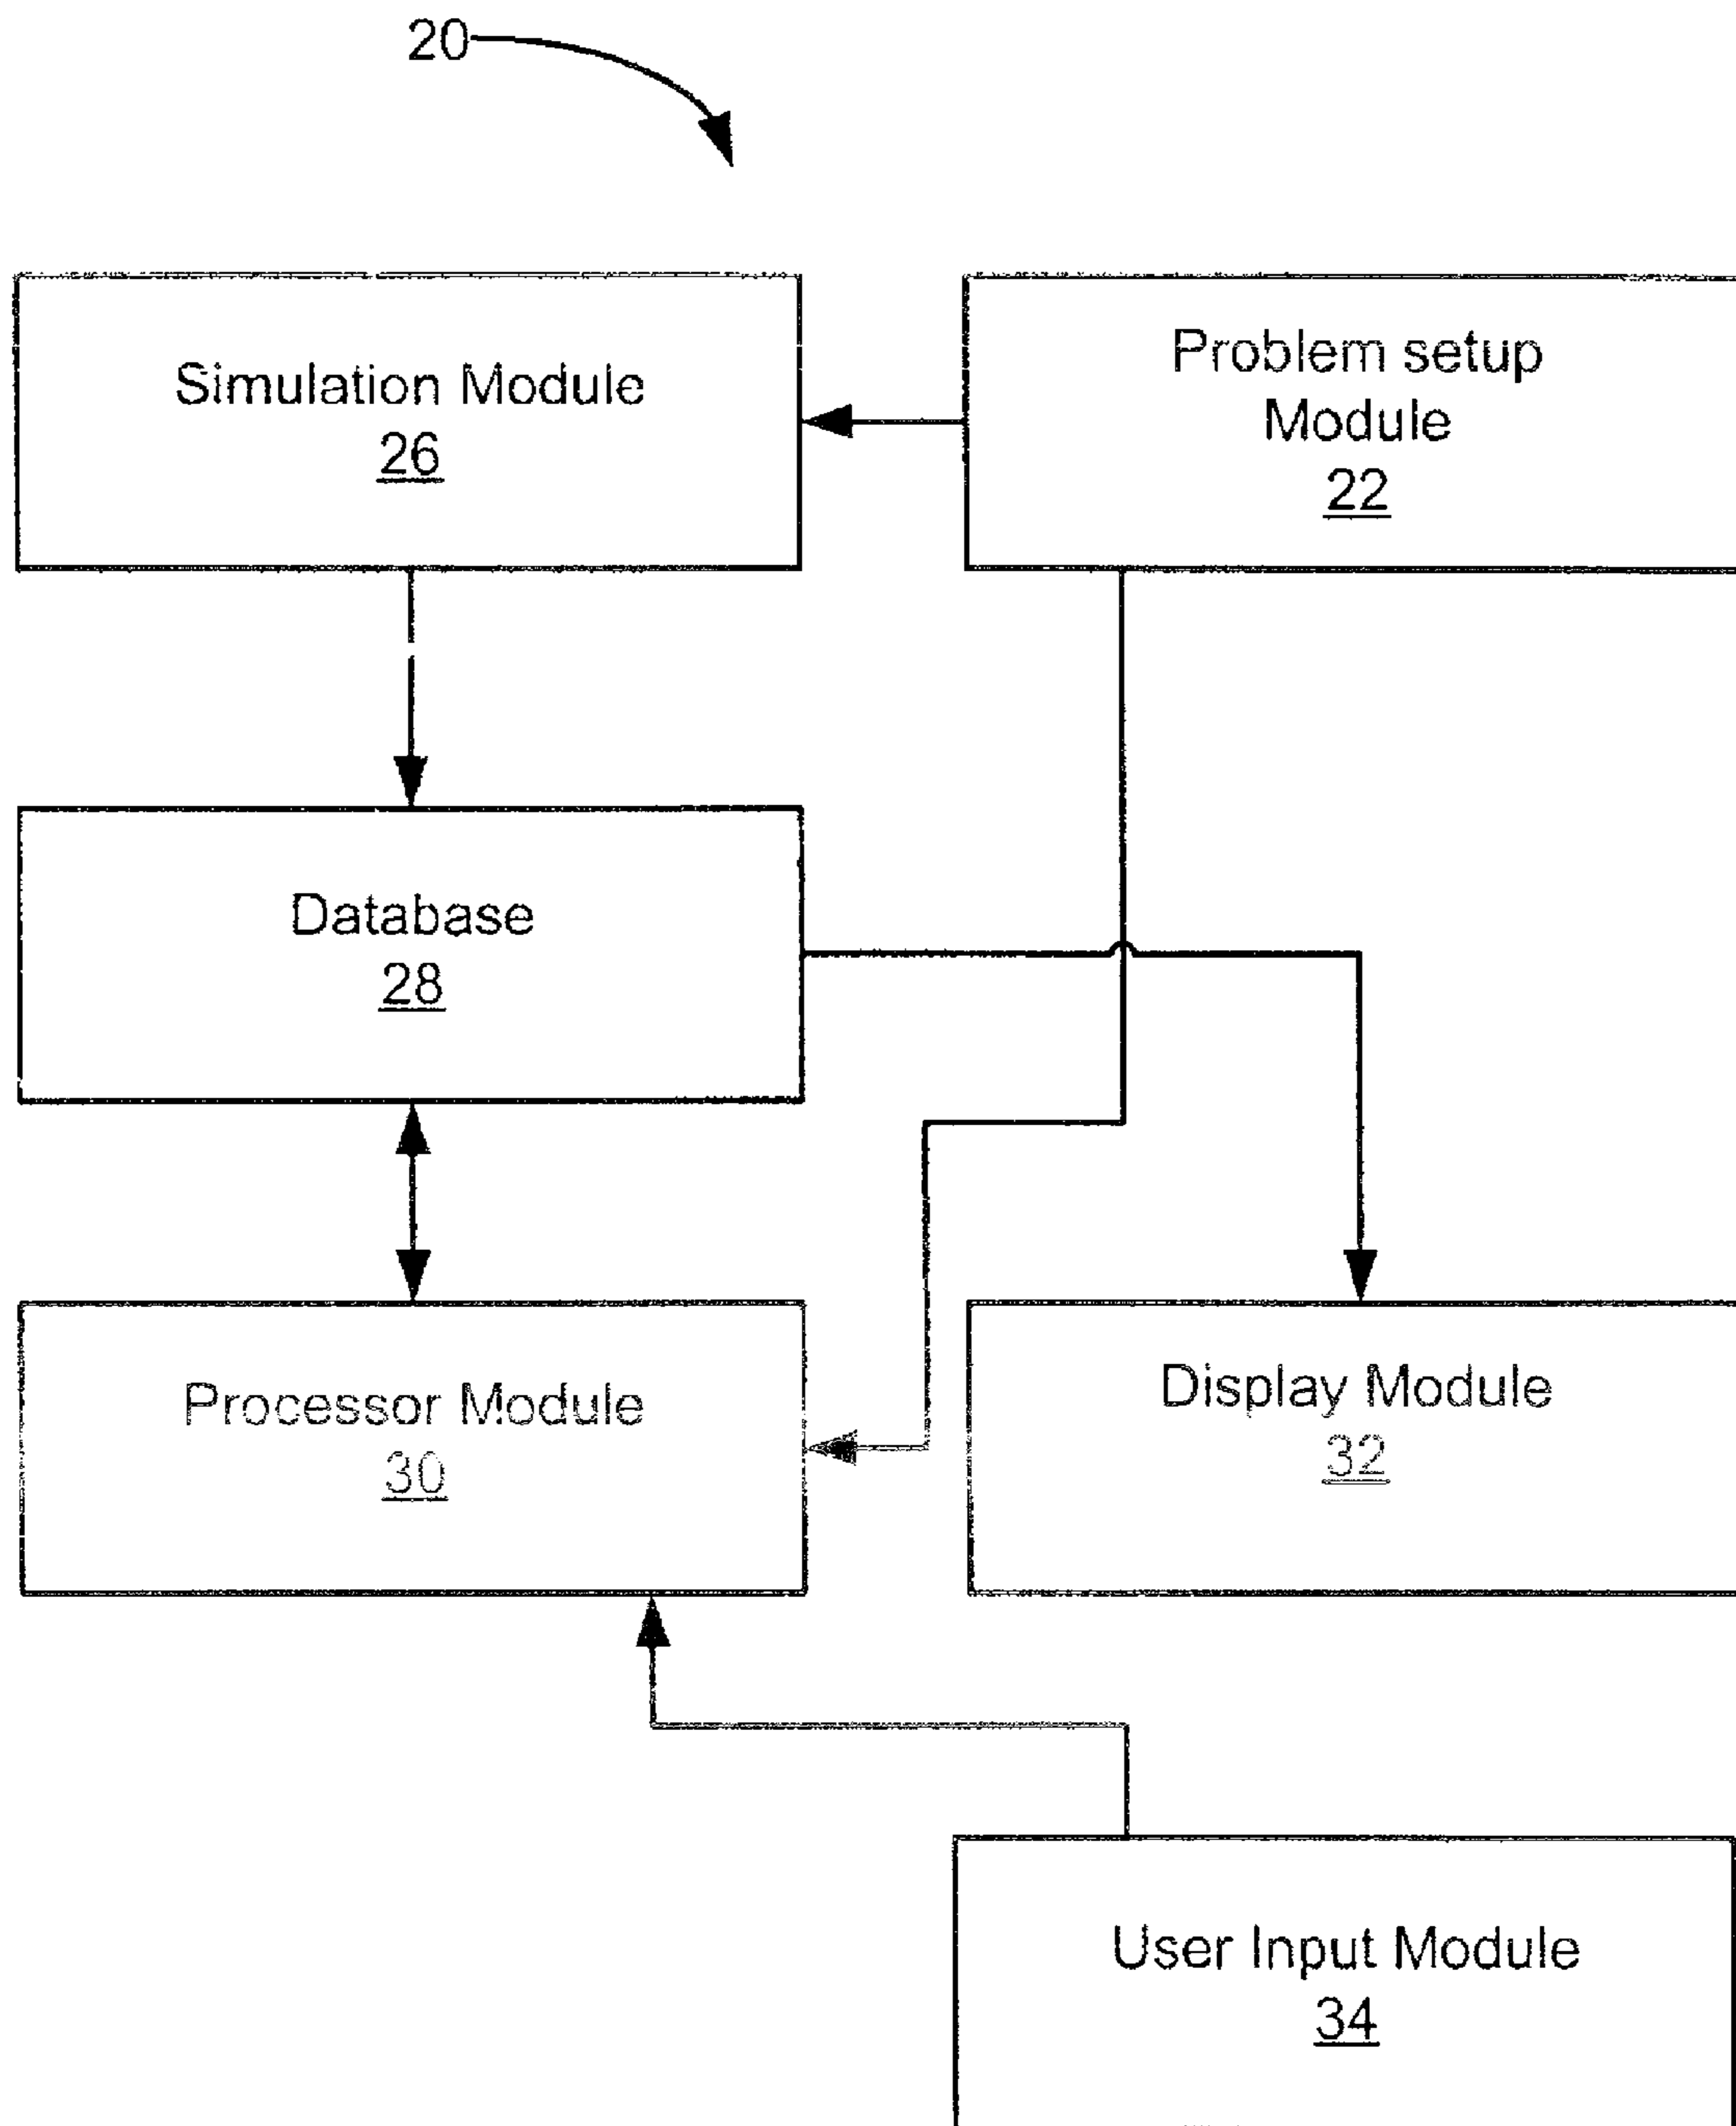 20
Simulation Module
26
Problem setup
Module
22
Database
28
Processor Module
30
Display Module
32
User Input Module
34